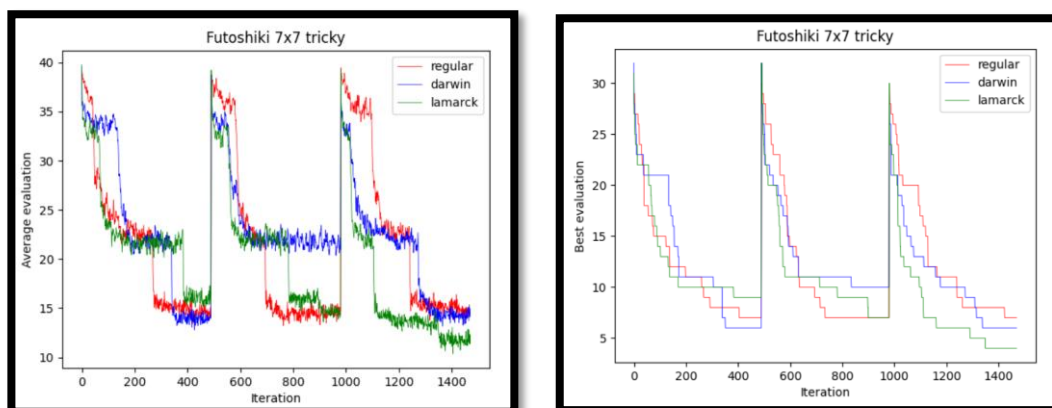 Futoshiki 7x7 tricky
40
35
30
25
20
15
10
Average evaluation
regular
darwin
lamarck
0 200 400 600 800 1000 1200 1400
Iteration
Futoshiki 7x7 tricky
30
25
20
15
10
5
Best evaluation
regular
darwin
lamarck
0 200 400 600 800 1000 1200 1400
Iteration